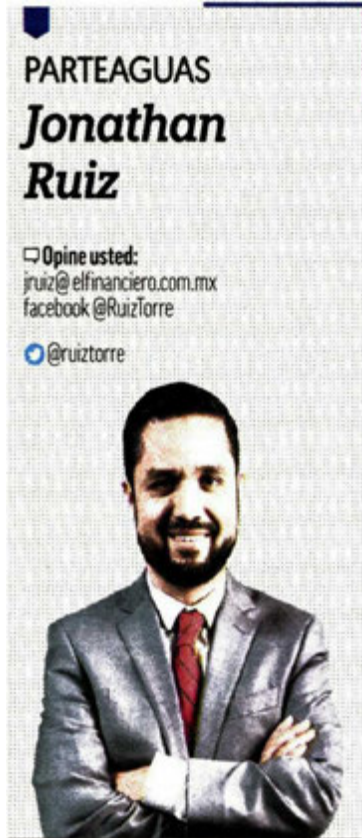 PARTEAGUAS
Jonathan
Ruiz
Opine usted:
jruiz@elfinanciero.com.mx
facebook @RuizTorre
@ruiztorre